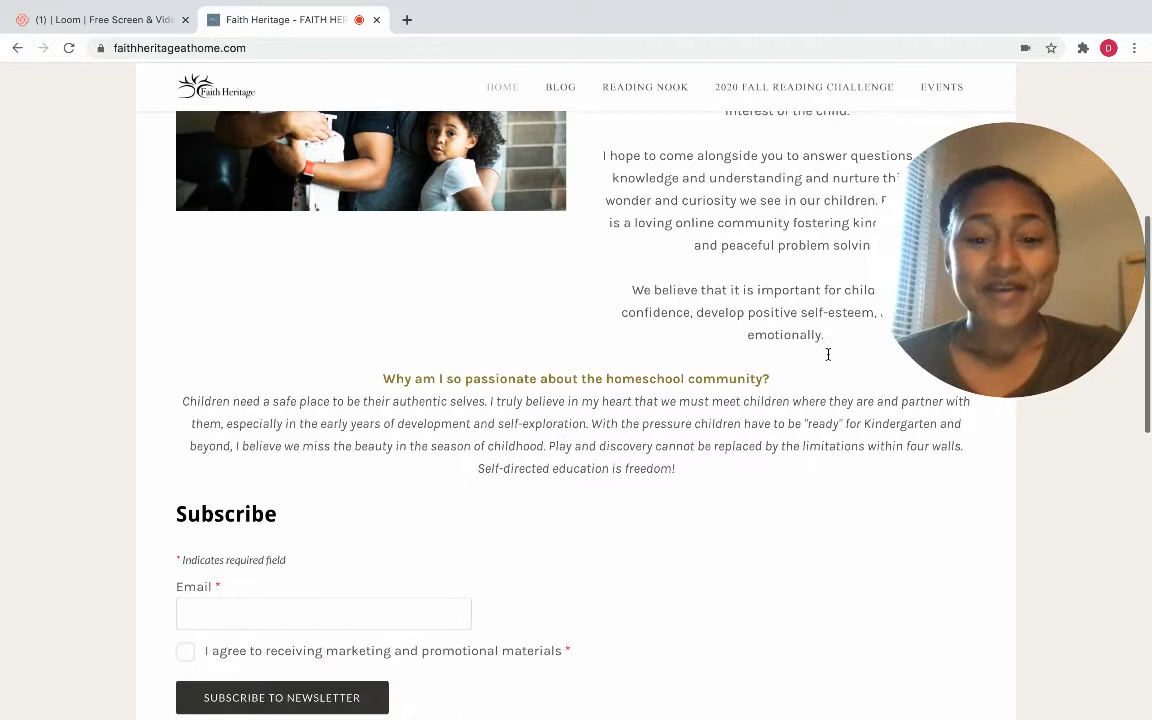 (1) | Loom | Free Screen & Vide
Faith Heritage - FAITH HER
faithheritageathome.com
D
Faith Heritage
HOME
BLOG
READING NOOK
2020 FALL READING CHALLENGE
EVENTS
interest of the child.
I hope to come alongside you to answer questions,
knowledge and understanding and nurture
wonder and curiosity we see in our children.
is a loving online community fostering
and peaceful problem
We believe that it is important for
confidence, develop positive self-esteem,
emotionally.
Why am I so passionate about the homeschool community?
Children need a safe place to be their authentic selves. I truly believe in my heart that we must meet children where they are and partner with
them, especially in the early years of development and self-exploration. With the pressure children have to be "ready" for Kindergarten and
beyond, I believe we miss the beauty in the season of childhood. Play and discovery cannot be replaced by the limitations within four walls.
Self-directed education is freedom!
Subscribe
* Indicates required field
Email *
I agree to receiving marketing and promotional materials *
SUBSCRIBE TO NEWSLETTER